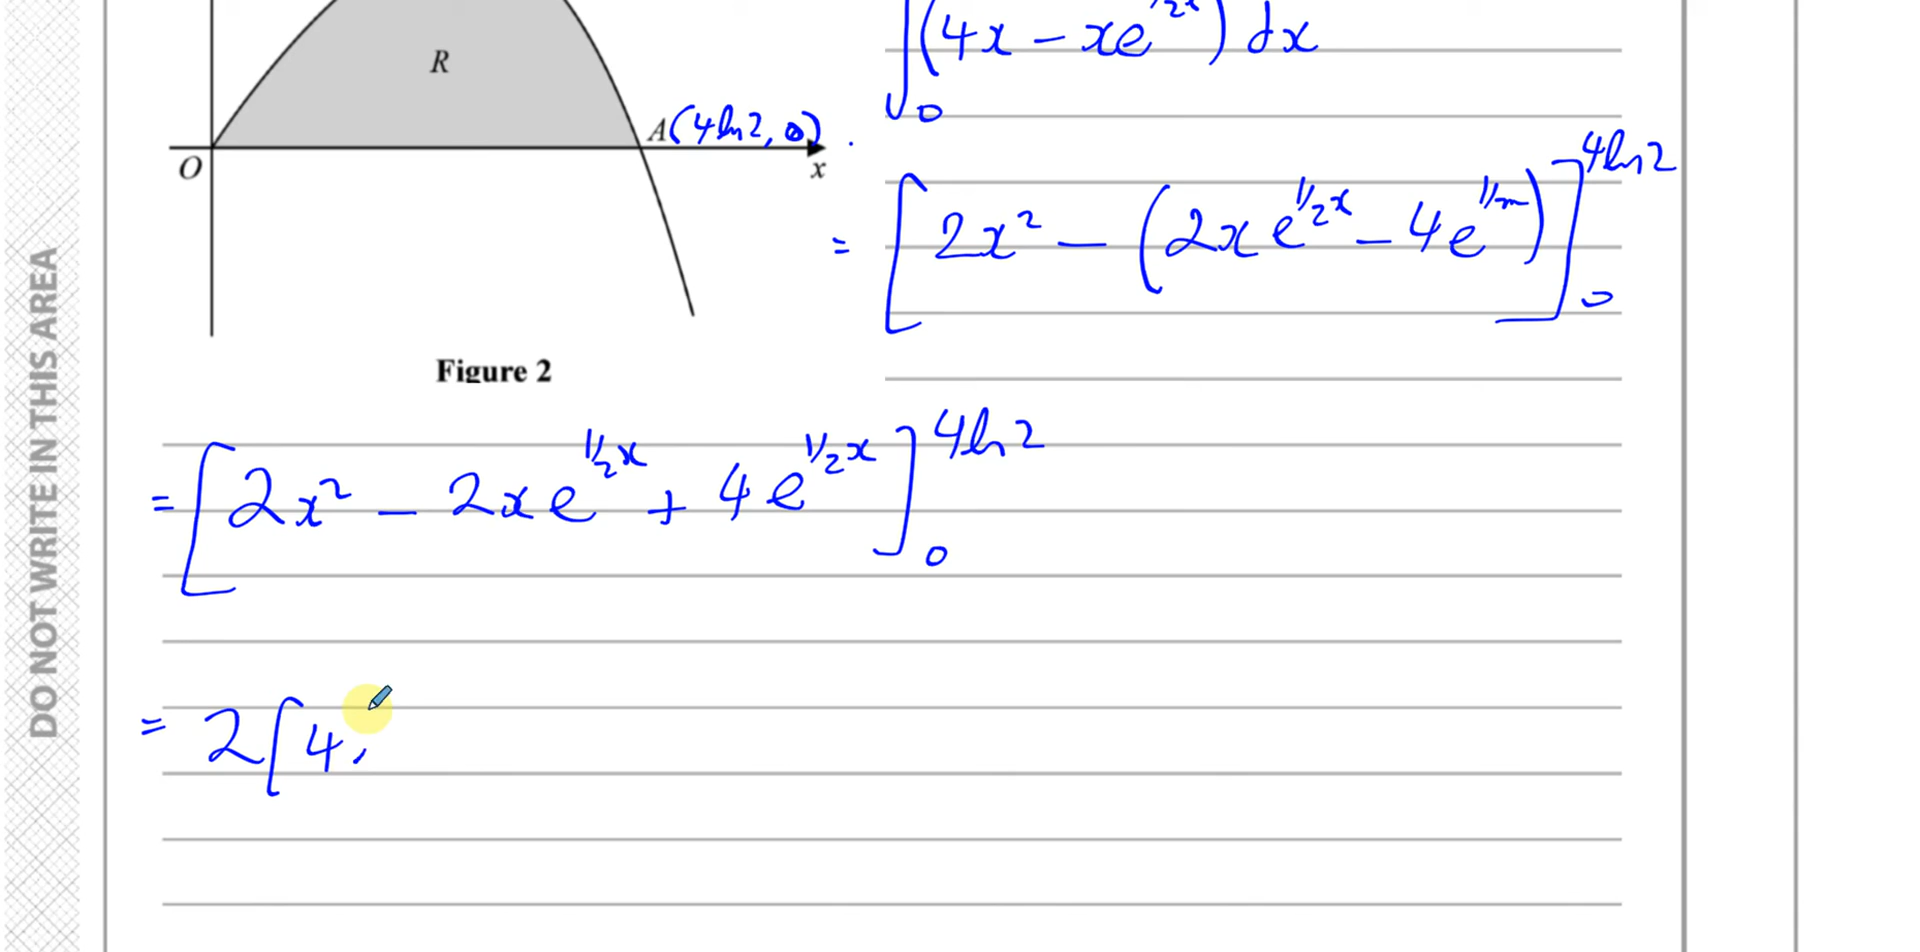 ∫₀ (4x − xe^(1/2x)) dx
R
A(4ln2, 0)
O
x
= [2x² − (2xe^(1/2x) − 4e^(1/2x))]₀^(4ln2)
Figure 2
= [2x² − 2xe^(1/2x) + 4e^(1/2x)]₀^(4ln2)
= 2[4
DO NOT WRITE IN THIS AREA